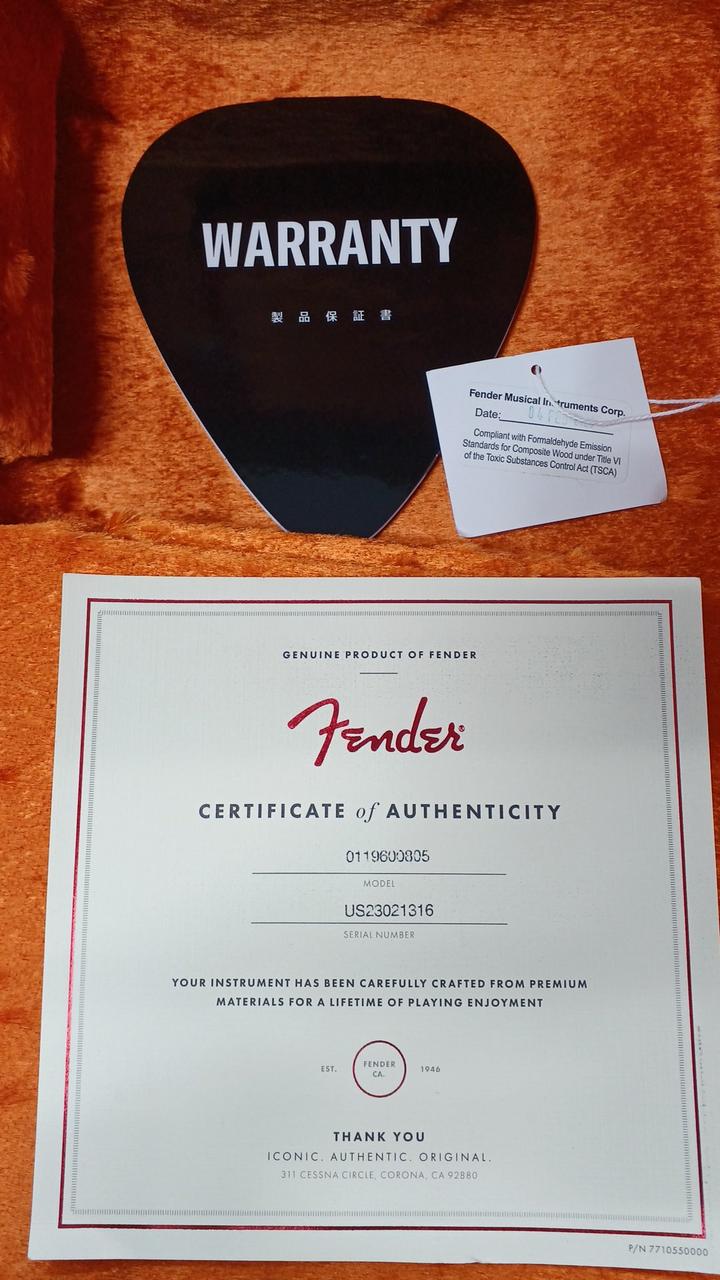 WARRANTY
製品保証書
Fender Musical Instruments Corp.
Date:
Compliant with Formaldehyde Emission
Standards for Composite Wood under Title VI
of the Toxic Substances Control Act (TSCA)
GENUINE PRODUCT OF FENDER
Fender®
CERTIFICATE of AUTHENTICITY
0119600805
MODEL
US23021316
SERIAL NUMBER
YOUR INSTRUMENT HAS BEEN CAREFULLY CRAFTED FROM PREMIUM
MATERIALS FOR A LIFETIME OF PLAYING ENJOYMENT
EST. FENDER CA. 1946
THANK YOU
ICONIC. AUTHENTIC. ORIGINAL.
311 CESSNA CIRCLE, CORONA, CA 92880
P/N 7710550000